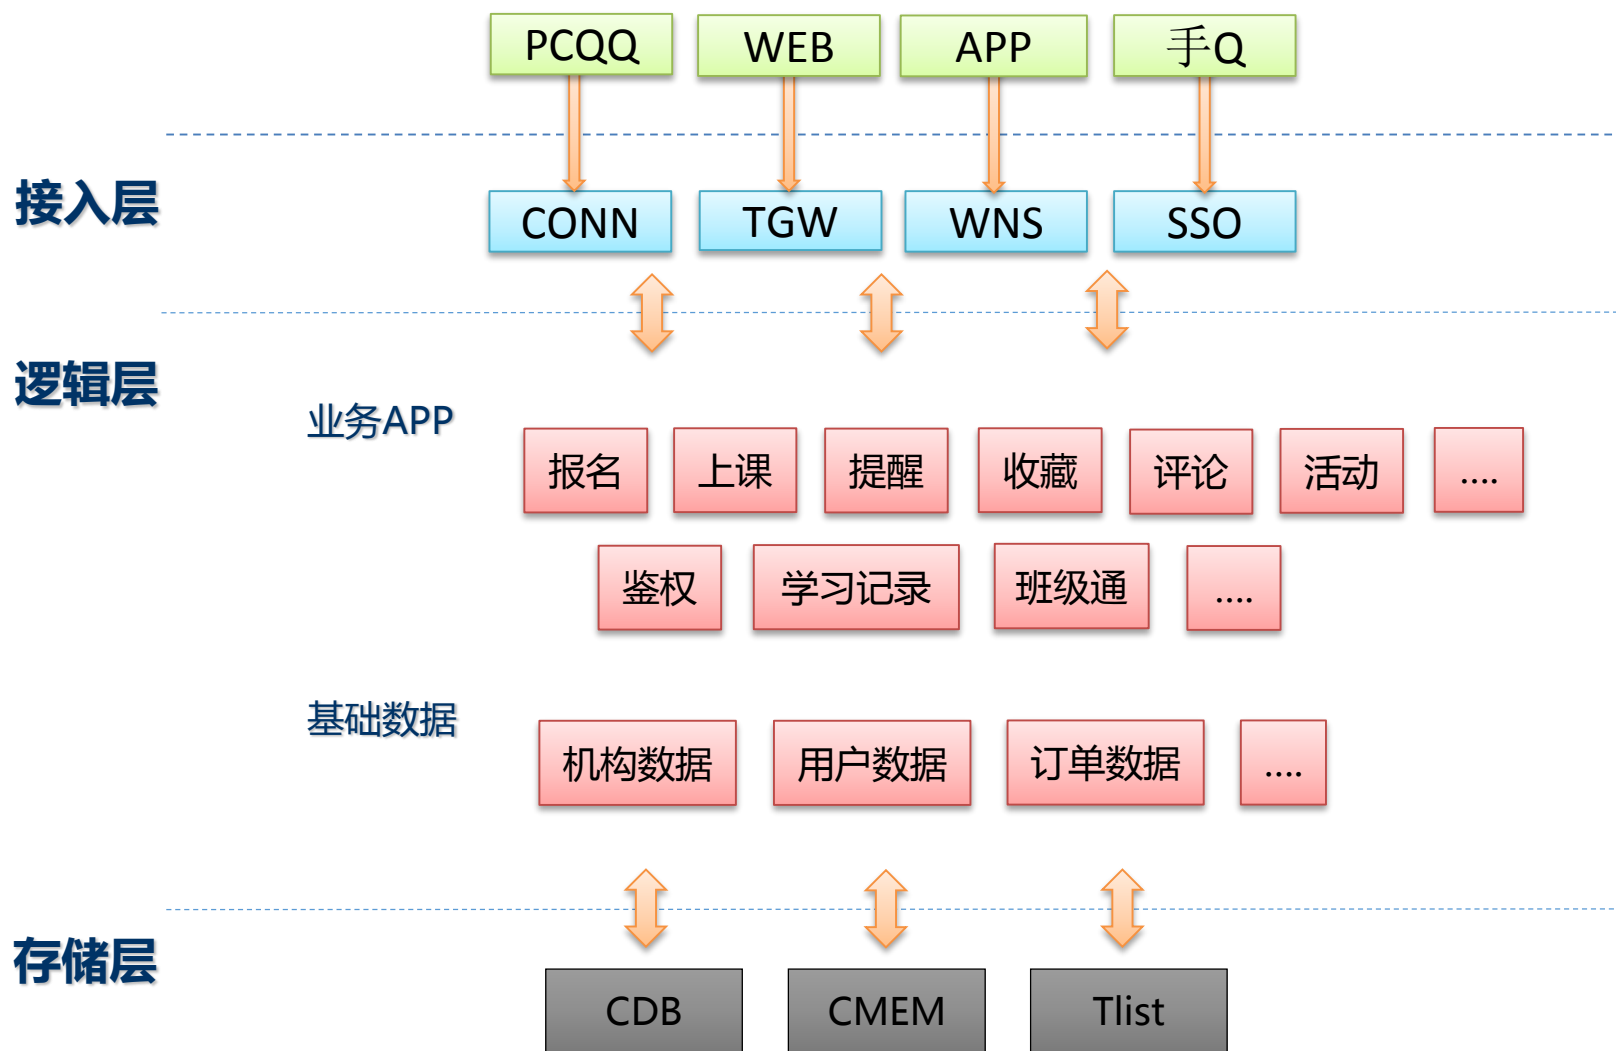 PCQQ WEB APP 手Q
接入层
CONN TGW WNS SSO
逻辑层
业务APP
报名 上课 提醒 收藏 评论 活动 ....
鉴权 学习记录 班级通 ....
基础数据
机构数据 用户数据 订单数据 ....
存储层
CDB CMEM Tlist